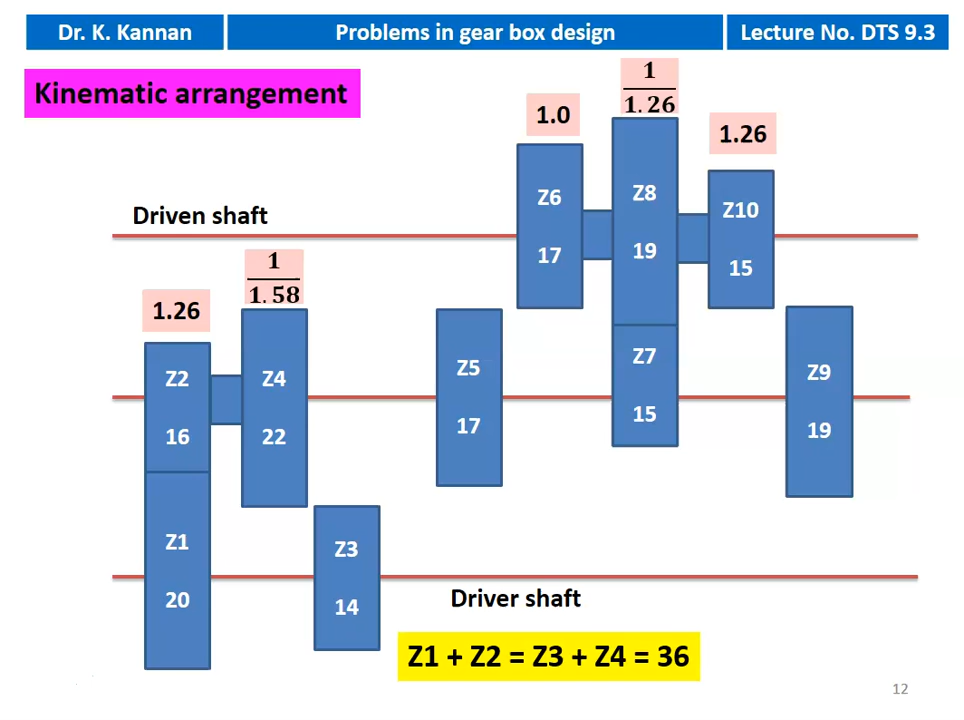 Dr. K. Kannan
Problems in gear box design
Lecture No. DTS 9.3
Kinematic arrangement
1.0
1
1.26
1.26
Driven shaft
Z6
17
Z8
19
Z10
15
1.26
1
1.58
Z2
16
Z4
22
Z5
17
Z7
15
Z9
19
Z1
20
Z3
14
Driver shaft
Z1 + Z2 = Z3 + Z4 = 36
12